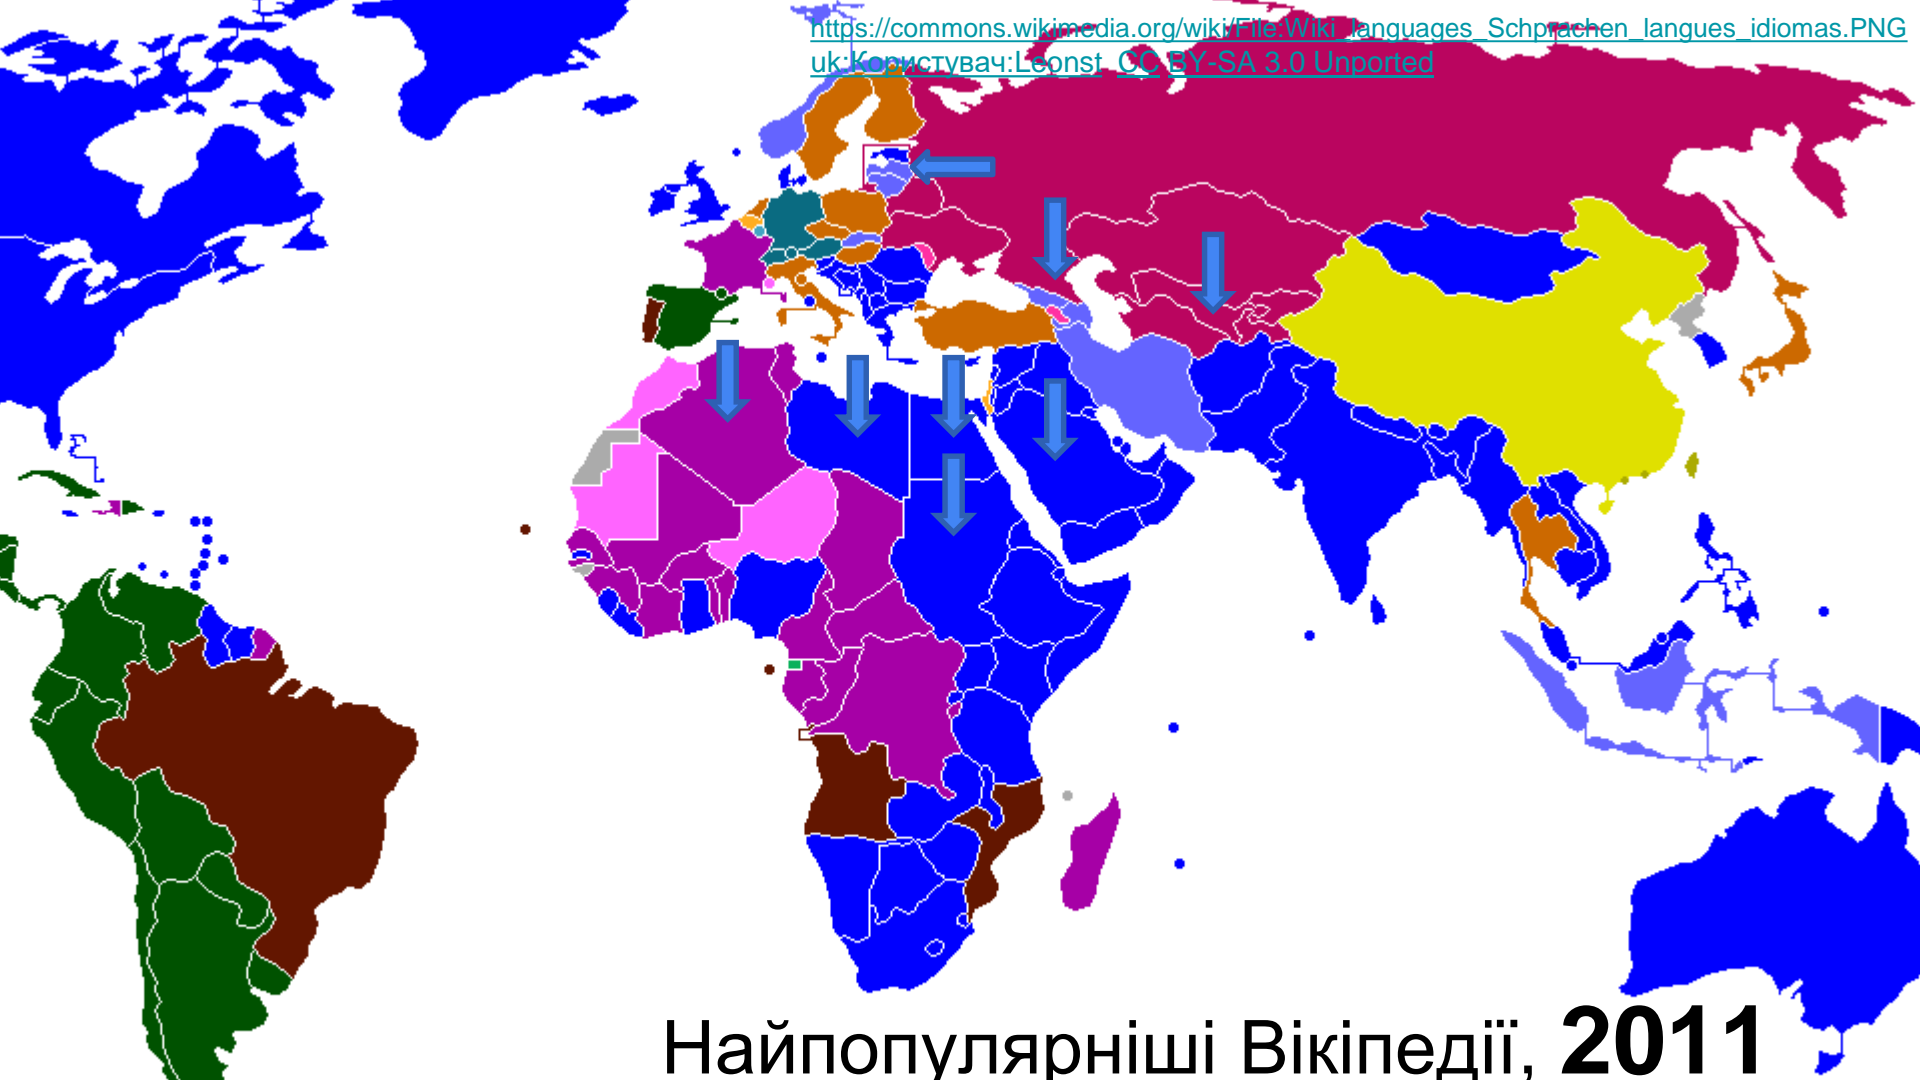 https://commons.wikimedia.org/wiki/File:Wiki_languages_Schprachen_langues_idiomas.PNG
uk:Користувач:Leonst CC BY-SA 3.0 Unported
Найпопулярніші Вікіпедії, 2011